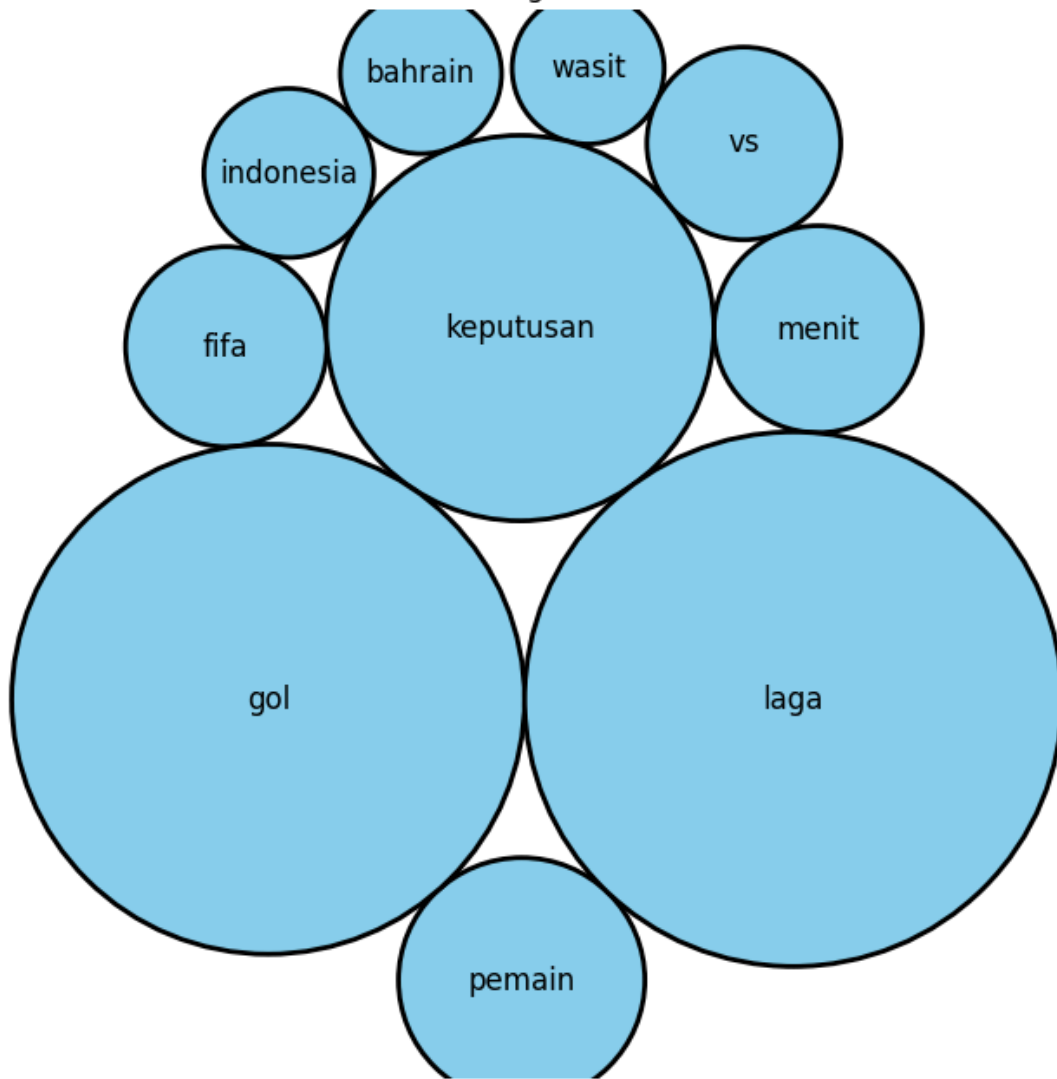 bahrain
wasit
vs
indonesia
keputusan
menit
fifa
gol
laga
pemain